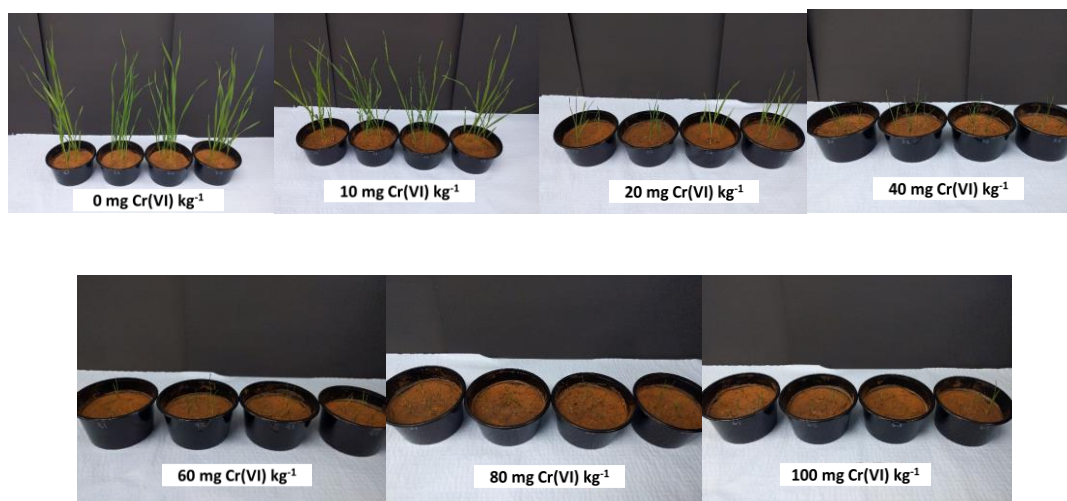 0 mg Cr(VI) kg⁻¹
10 mg Cr(VI) kg⁻¹
20 mg Cr(VI) kg⁻¹
40 mg Cr(VI) kg⁻¹
60 mg Cr(VI) kg⁻¹
80 mg Cr(VI) kg⁻¹
100 mg Cr(VI) kg⁻¹